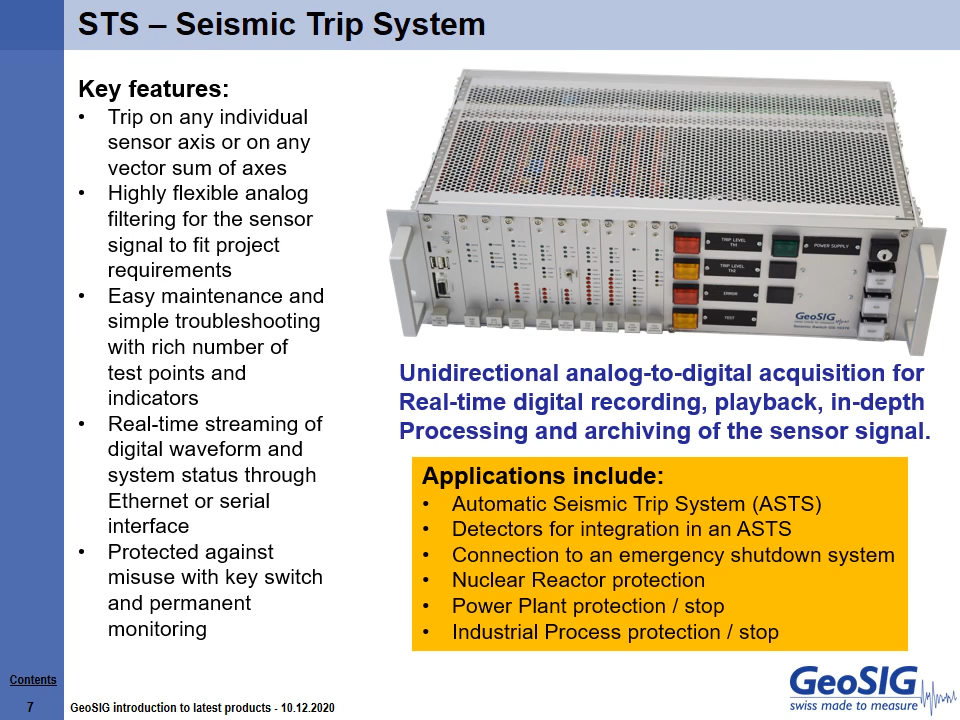 STS – Seismic Trip System
Key features:
• Trip on any individual
sensor axis or on any
vector sum of axes
• Highly flexible analog
filtering for the sensor
signal to fit project
requirements
• Easy maintenance and
simple troubleshooting
with rich number of
test points and
indicators
• Real-time streaming of
digital waveform and
system status through
Ethernet or serial
interface
• Protected against
misuse with key switch
and permanent
monitoring
TRIP LEVEL
TH1
POWER SUPPLY
TRIP LEVEL
TH2
ERROR
TEST
GeoSIG
Unidirectional analog-to-digital acquisition for
Real-time digital recording, playback, in-depth
Processing and archiving of the sensor signal.
Applications include:
• Automatic Seismic Trip System (ASTS)
• Detectors for integration in an ASTS
• Connection to an emergency shutdown system
• Nuclear Reactor protection
• Power Plant protection / stop
• Industrial Process protection / stop
Contents
7
GeoSIG introduction to latest products - 10.12.2020
GeoSIG
swiss made to measure